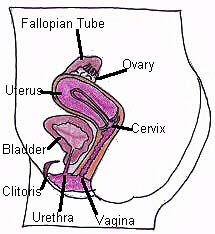 Fallopian Tube
Ovary
Uterus
Cervix
Bladder
Clitoris
Urethra
Vagina